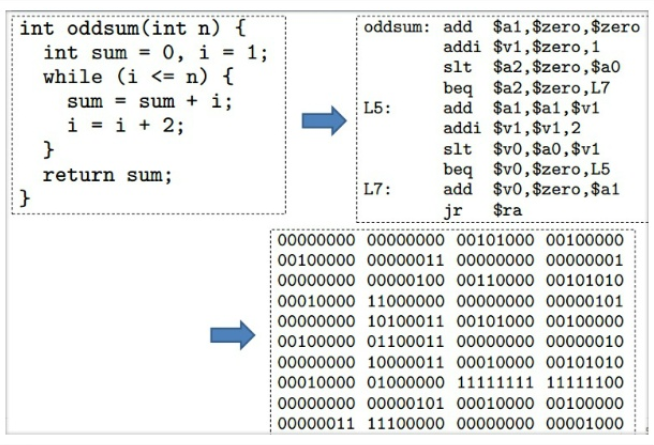 int oddsum(int n) {
  int sum = 0, i = 1;
  while (i <= n) {
    sum = sum + i;
    i = i + 2;
  }
  return sum;
}
oddsum: add $a1,$zero,$zero
        addi $v1,$zero,1
        slt $a2,$zero,$a0
        beq $a2,$zero,L7
L5:     add $a1,$a1,$v1
        addi $v1,$v1,2
        slt $v0,$a0,$v1
        beq $v0,$zero,L5
L7:     add $v0,$zero,$a1
        jr $ra
00000000 00000000 00101000 00100000
00100000 00000011 00000000 00000001
00000000 00000100 00110000 00101010
00010000 11000000 00000000 00000101
00000000 10100011 00101000 00100000
00100000 01100011 00000000 00000010
00000000 10000011 00010000 00101010
00010000 01000000 11111111 11111100
00000000 00000101 00010000 00100000
00000011 11100000 00000000 00001000